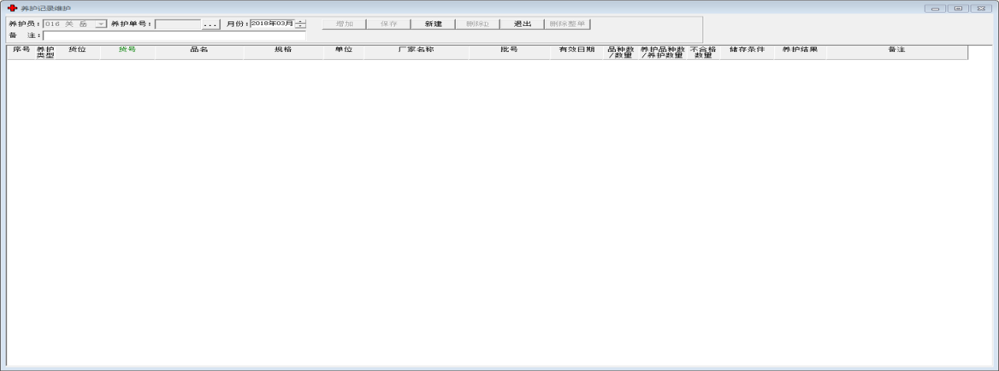 养护记录维护
养护员: 016 关 岳 养护单号: ... 月份: 2018年03月 增加 保存 新建 删除D 退出 删除整单
备 注:
序号 养护类型 货位 货号 品名 规格 单位 厂家名称 批号 有效日期 品种数/数量 养护品种数/养护数量 不合格数量 储存条件 养护结果 备注